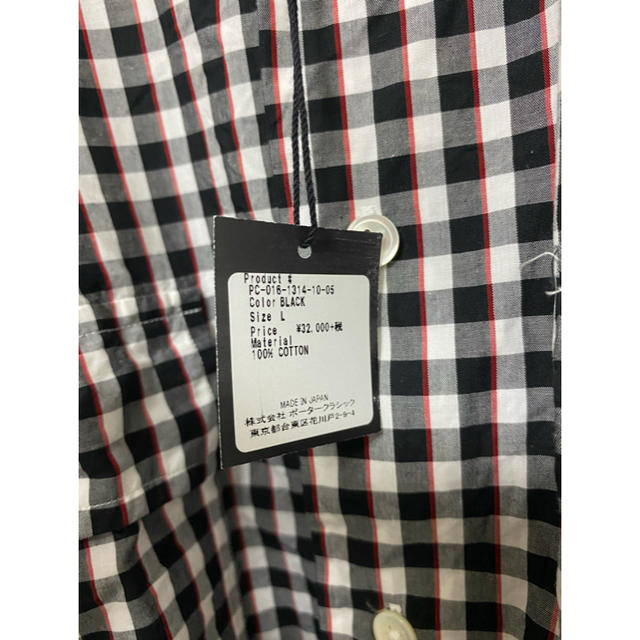 Product #
PC-016-1314-10-05
Color BLACK
Size L
Price ¥32,000+税
Material
100% COTTON
MADE IN JAPAN
株式会社 ポータークラシック
東京都台東区花川戸2-9-4